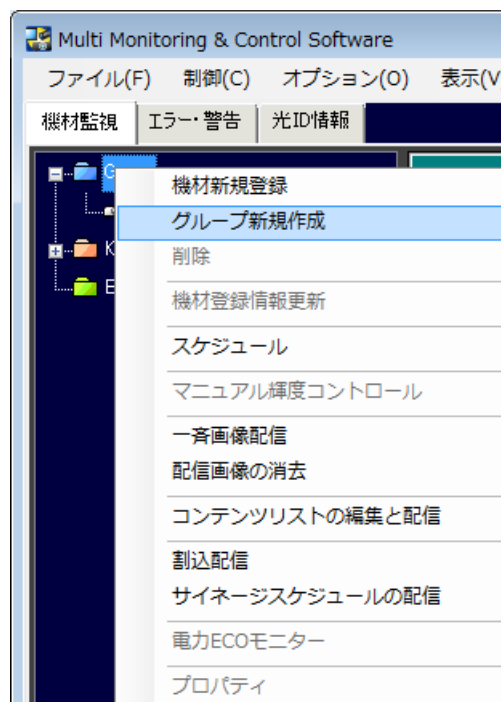 Multi Monitoring & Control Software
ファイル(F) 制御(C) オプション(O) 表示(V
機材監視 エラー・警告 光ID情報
G
機材新規登録
グループ新規作成
K
削除
E
機材登録情報更新
スケジュール
マニュアル輝度コントロール
一斉画像配信
配信画像の消去
コンテンツリストの編集と配信
割込配信
サイネージスケジュールの配信
電力ECOモニター
プロパティ